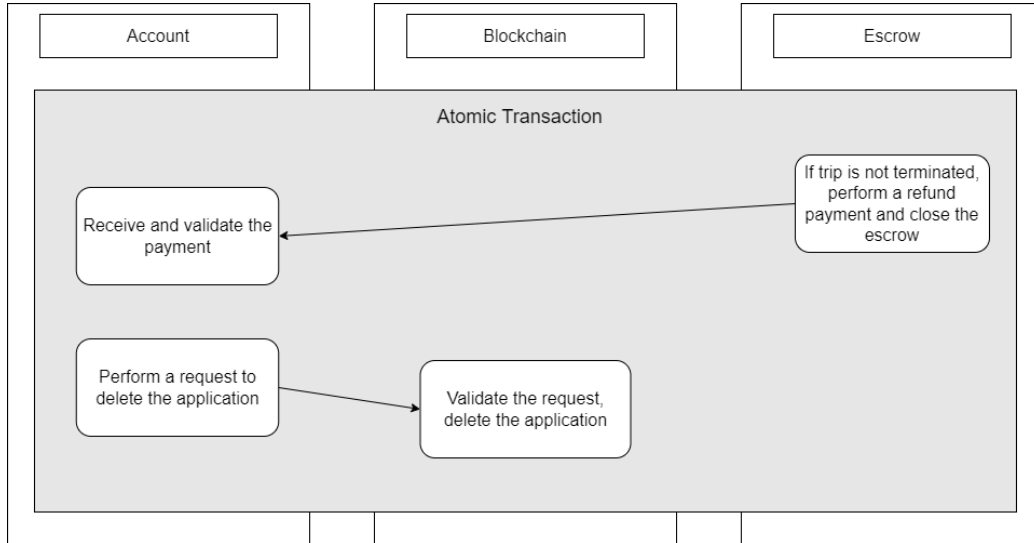 Account
Blockchain
Escrow
Atomic Transaction
If trip is not terminated,
perform a refund
payment and close the
escrow
Receive and validate the
payment
Perform a request to
delete the application
Validate the request,
delete the application